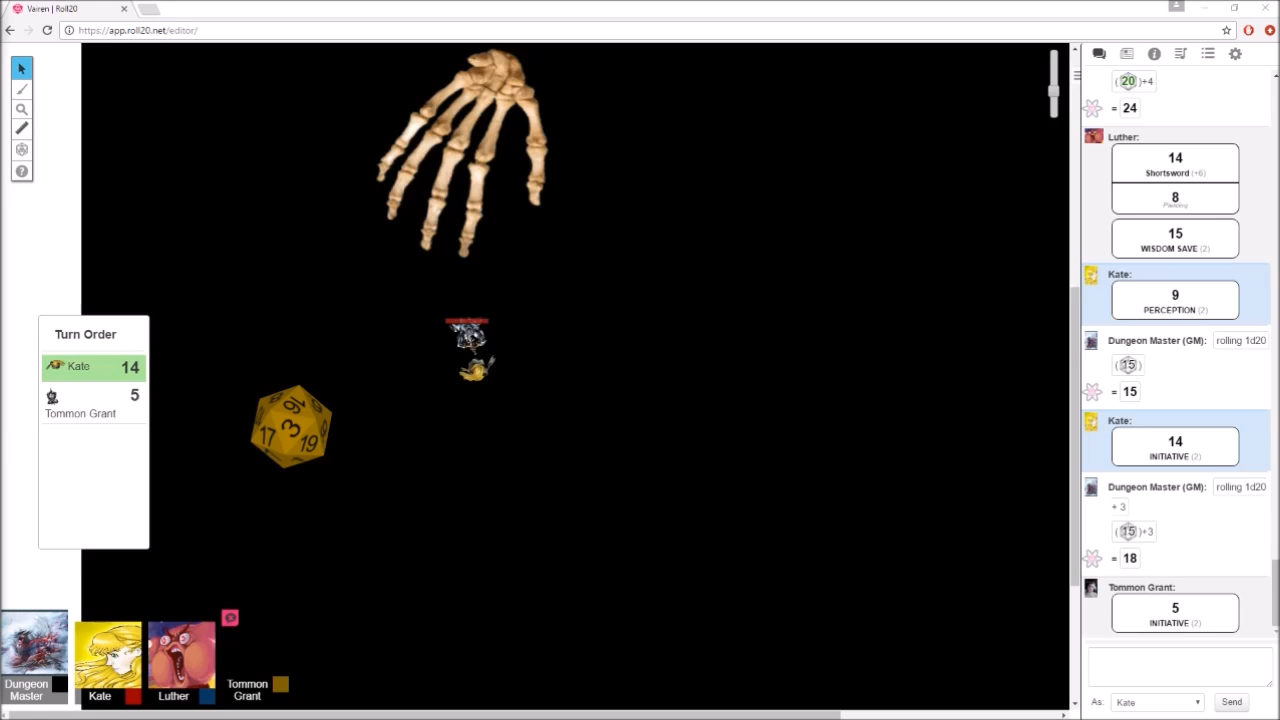 Vairen | Roll20
https://app.roll20.net/editor/
(20)+4
= 24
Luther:
14
Shortsword (+6)
8
Piercing
15
WISDOM SAVE (2)
Kate:
9
PERCEPTION (2)
Dungeon Master (GM): rolling 1d20
(15)
= 15
Kate:
14
INITIATIVE (2)
Dungeon Master (GM): rolling 1d20
+ 3
(15)+3
= 18
Tommon Grant:
5
INITIATIVE (2)
As: Kate Send
Turn Order
Kate 14
5
Tommon Grant
16
3
17
19
Dungeon
Master
Kate
Luther
Tommon
Grant